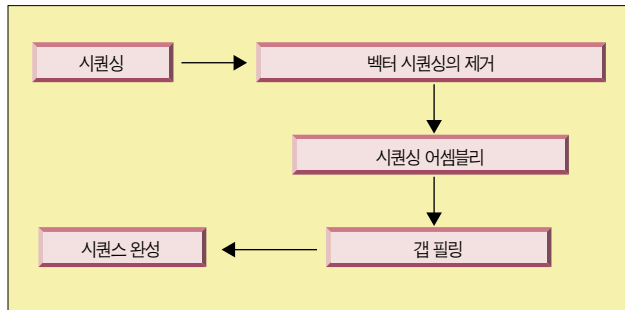 시퀀싱
벡터 시퀀싱의 제거
시퀀싱 어셈블리
갭 필링
시퀀스 완성